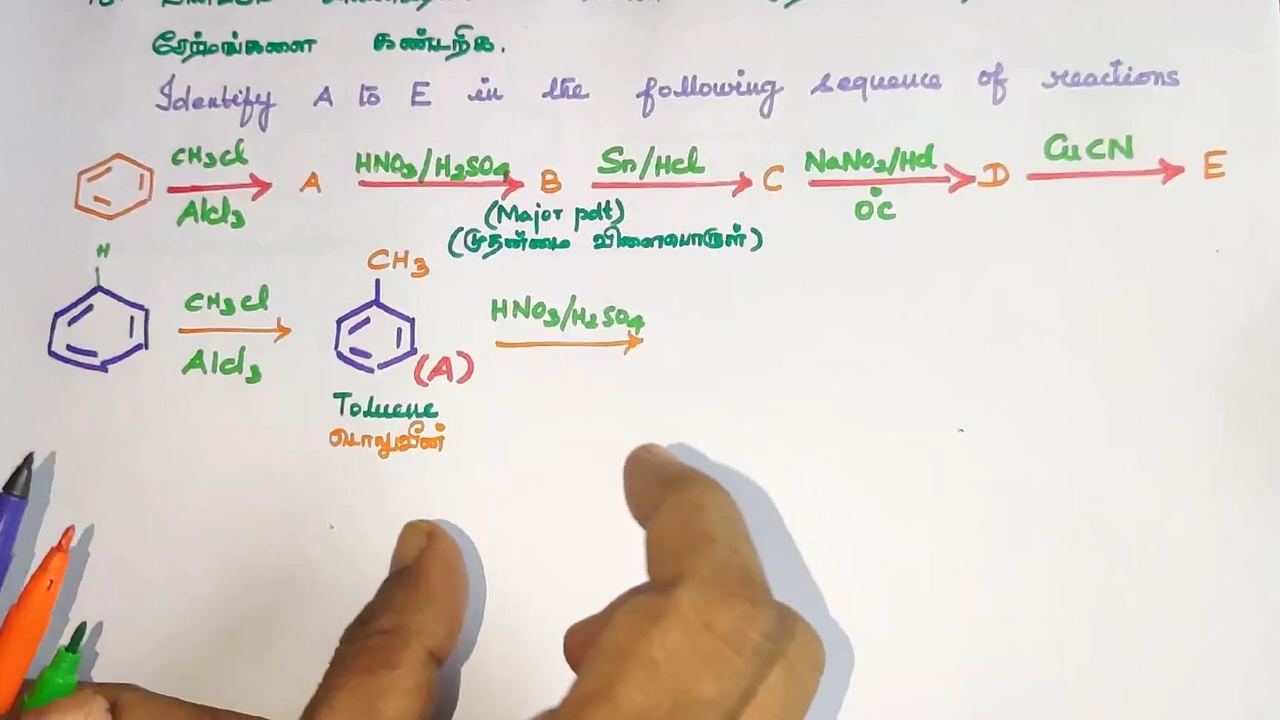 சேர்மங்களை கண்டறிக.
Identify A to E in the following sequence of reactions
CH3Cl HNO3/H2SO4 Sn/HCl NaNO2/HCl CuCN
A B C D E
AlCl3 (Major pdt) 0°C
(முதன்மை விளைபொருள்)
H CH3
CH3Cl HNO3/H2SO4
AlCl3 (A)
Toluene
டொலுயீன்